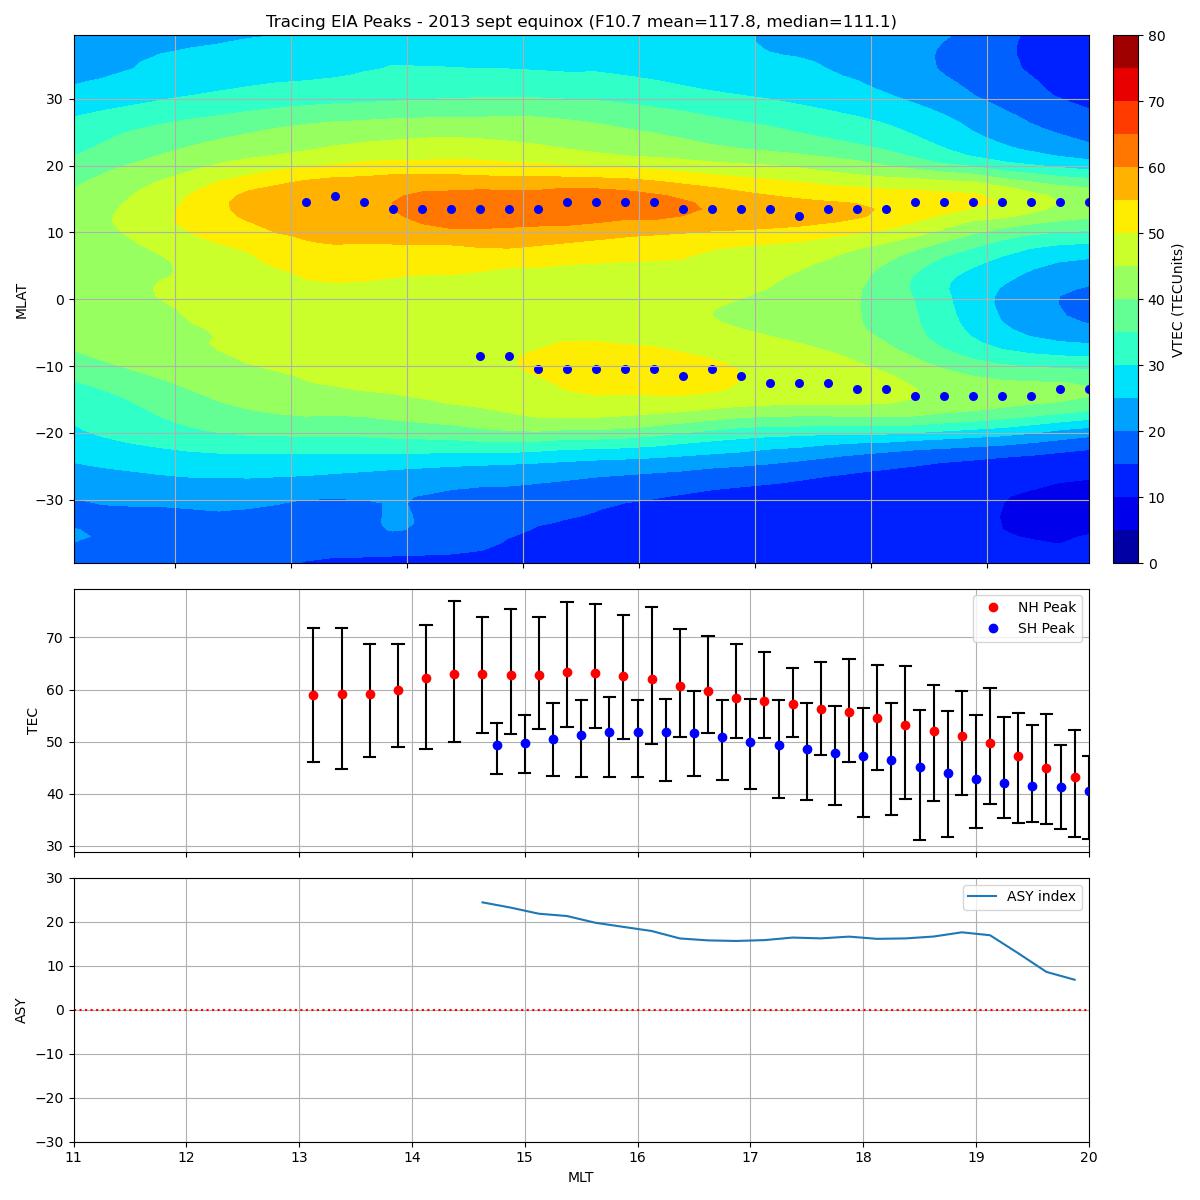 Tracing EIA Peaks - 2013 sept equinox (F10.7 mean=117.8, median=111.1)
MLAT
30
20
10
0
−10
−20
−30
80
70
60
50
40
30
20
10
0
VTEC (TECUnits)
TEC
70
60
50
40
30
NH Peak
SH Peak
ASY
30
20
10
0
−10
−20
−30
ASY index
11 12 13 14 15 16 17 18 19 20
MLT